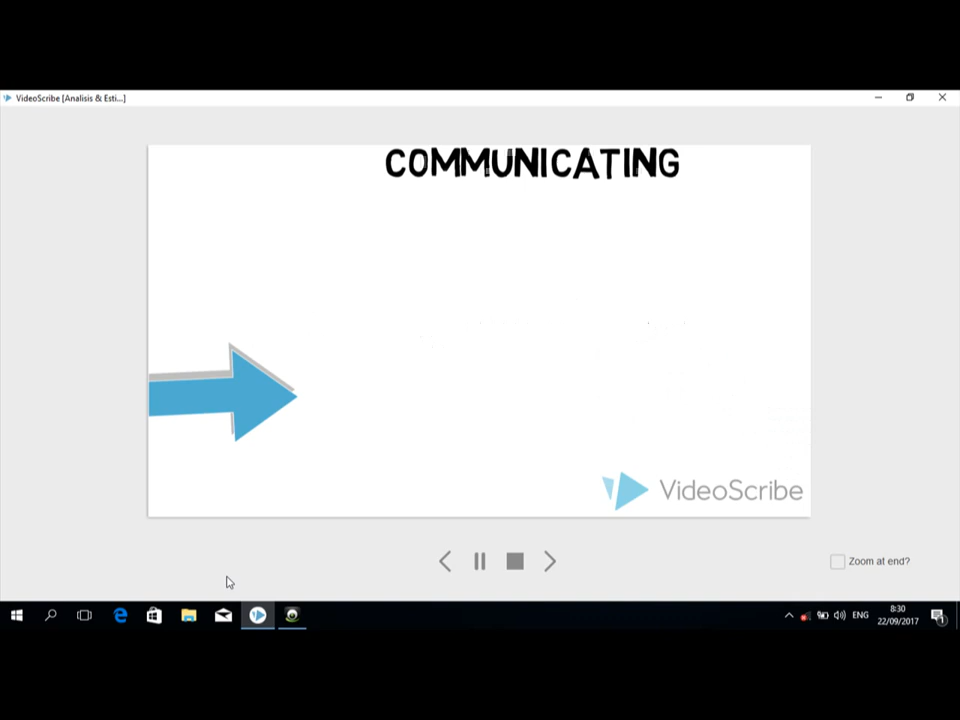 VideoScribe [Analisis & Esti...]
COMMUNICATING
VideoScribe
Zoom at end?
ENG
8:30
22/09/2017